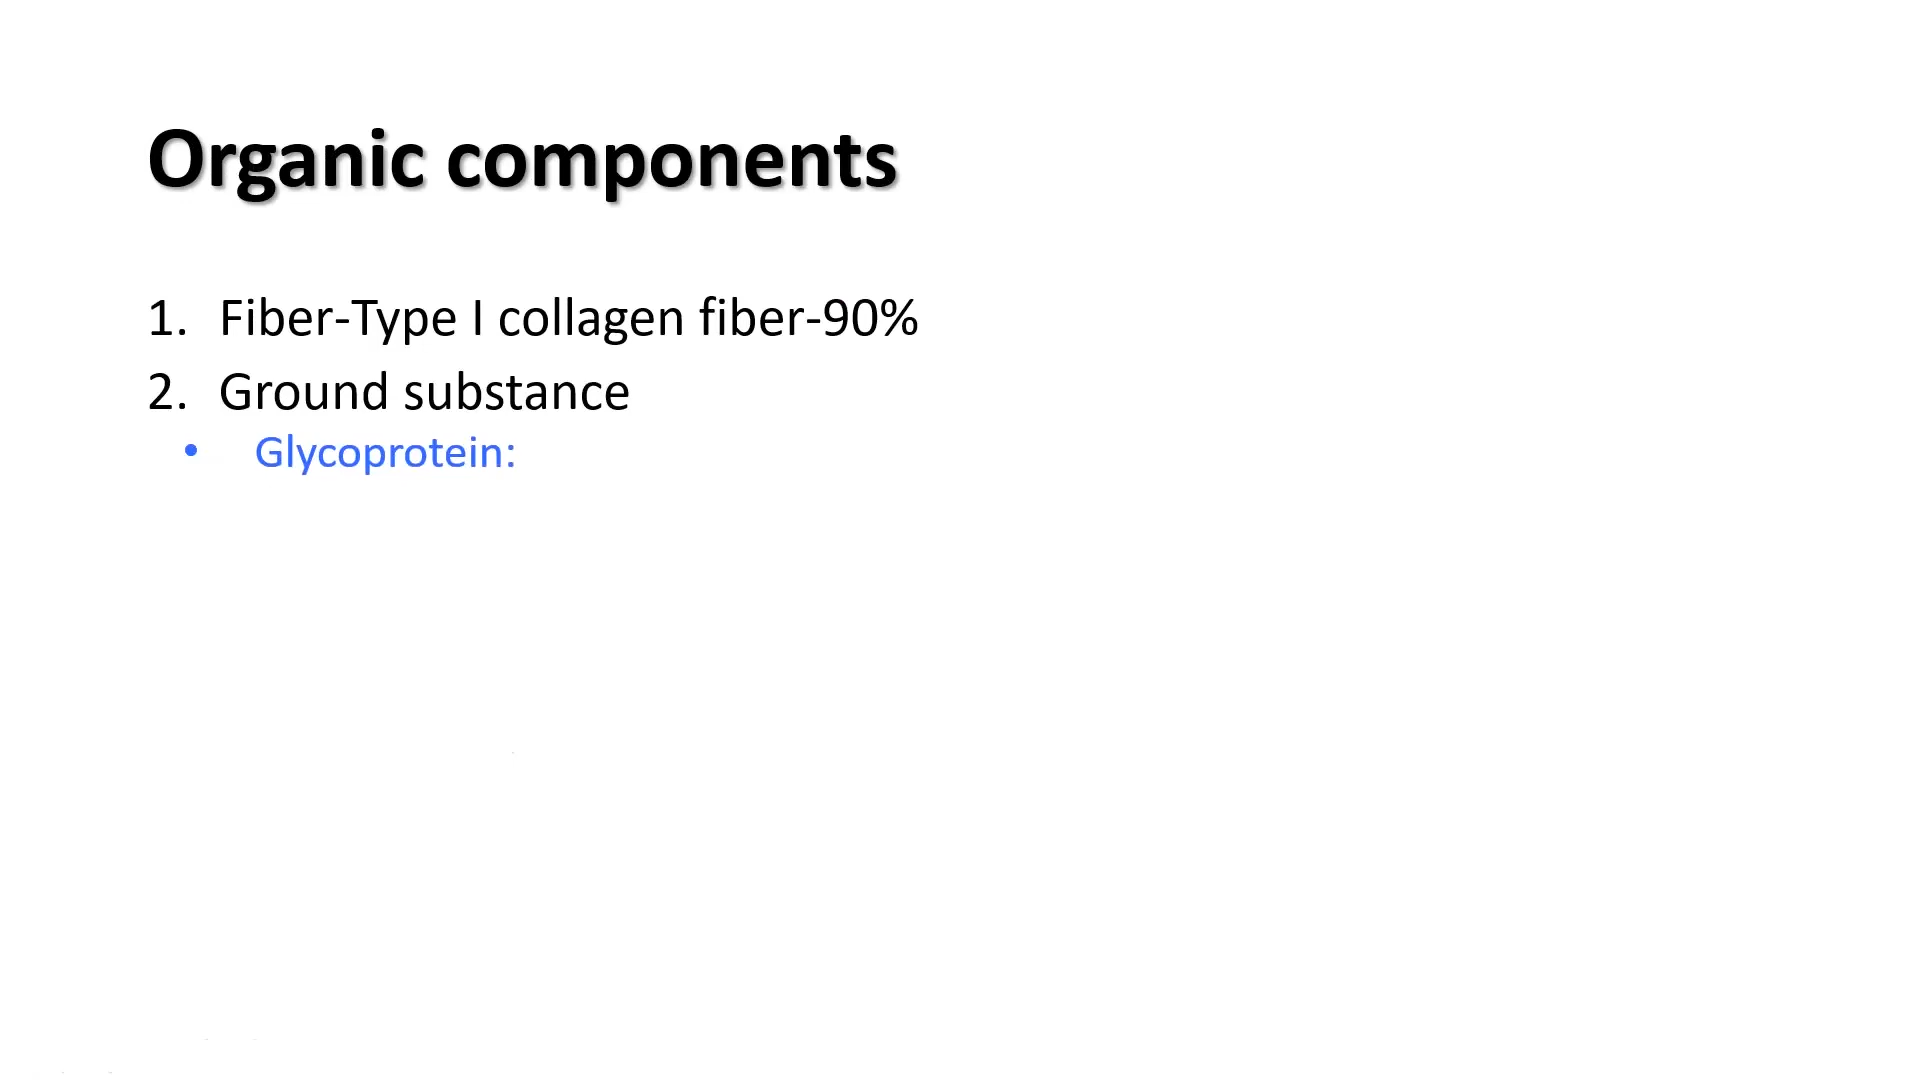 Organic components
1. Fiber-Type I collagen fiber-90%
2. Ground substance
• Glycoprotein: